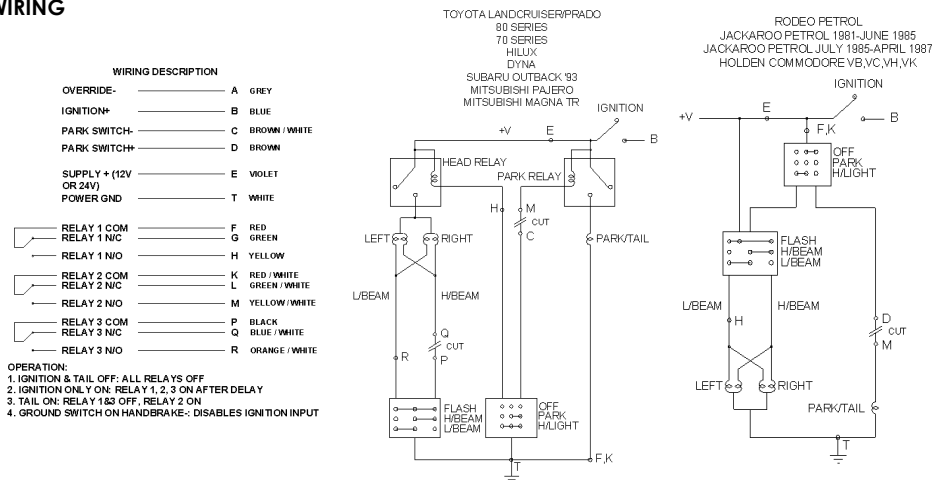 WIRING
WIRING DESCRIPTION
OVERRIDE- A GREY
IGNITION+ B BLUE
PARK SWITCH- C BROWN / WHITE
PARK SWITCH+ D BROWN
SUPPLY + (12V E VIOLET
OR 24V)
POWER GND T WHITE
RELAY 1 COM F RED
RELAY 1 N/C G GREEN
RELAY 1 N/O H YELLOW
RELAY 2 COM K RED / WHITE
RELAY 2 N/C L GREEN / WHITE
RELAY 2 N/O M YELLOW / WHITE
RELAY 3 COM P BLACK
RELAY 3 N/C Q BLUE / WHITE
RELAY 3 N/O R ORANGE / WHITE
OPERATION:
1. IGNITION & TAIL OFF: ALL RELAYS OFF
2. IGNITION ONLY ON: RELAY 1, 2, 3 ON AFTER DELAY
3. TAIL ON: RELAY 1&3 OFF, RELAY 2 ON
4. GROUND SWITCH ON HANDBRAKE-: DISABLES IGNITION INPUT
TOYOTA LANDCRUISER/PRADO
80 SERIES
70 SERIES
HILUX
DYNA
SUBARU OUTBACK '93
MITSUBISHI PAJERO
MITSUBISHI MAGNA TR
IGNITION
+V E B
HEAD RELAY
PARK RELAY
H M
CUT
C
LEFT RIGHT
PARK/TAIL
L/BEAM H/BEAM
Q
CUT
R P
FLASH
H/BEAM
L/BEAM
OFF
PARK
H/LIGHT
T F,K
RODEO PETROL
JACKAROO PETROL 1981-JUNE 1985
JACKAROO PETROL JULY 1985-APRIL 1987
HOLDEN COMMODORE VB,VC,VH,VK
IGNITION
+V E B
F,K
OFF
PARK
H/LIGHT
FLASH
H/BEAM
L/BEAM
L/BEAM H/BEAM
H
D
CUT
M
LEFT RIGHT
PARK/TAIL
T